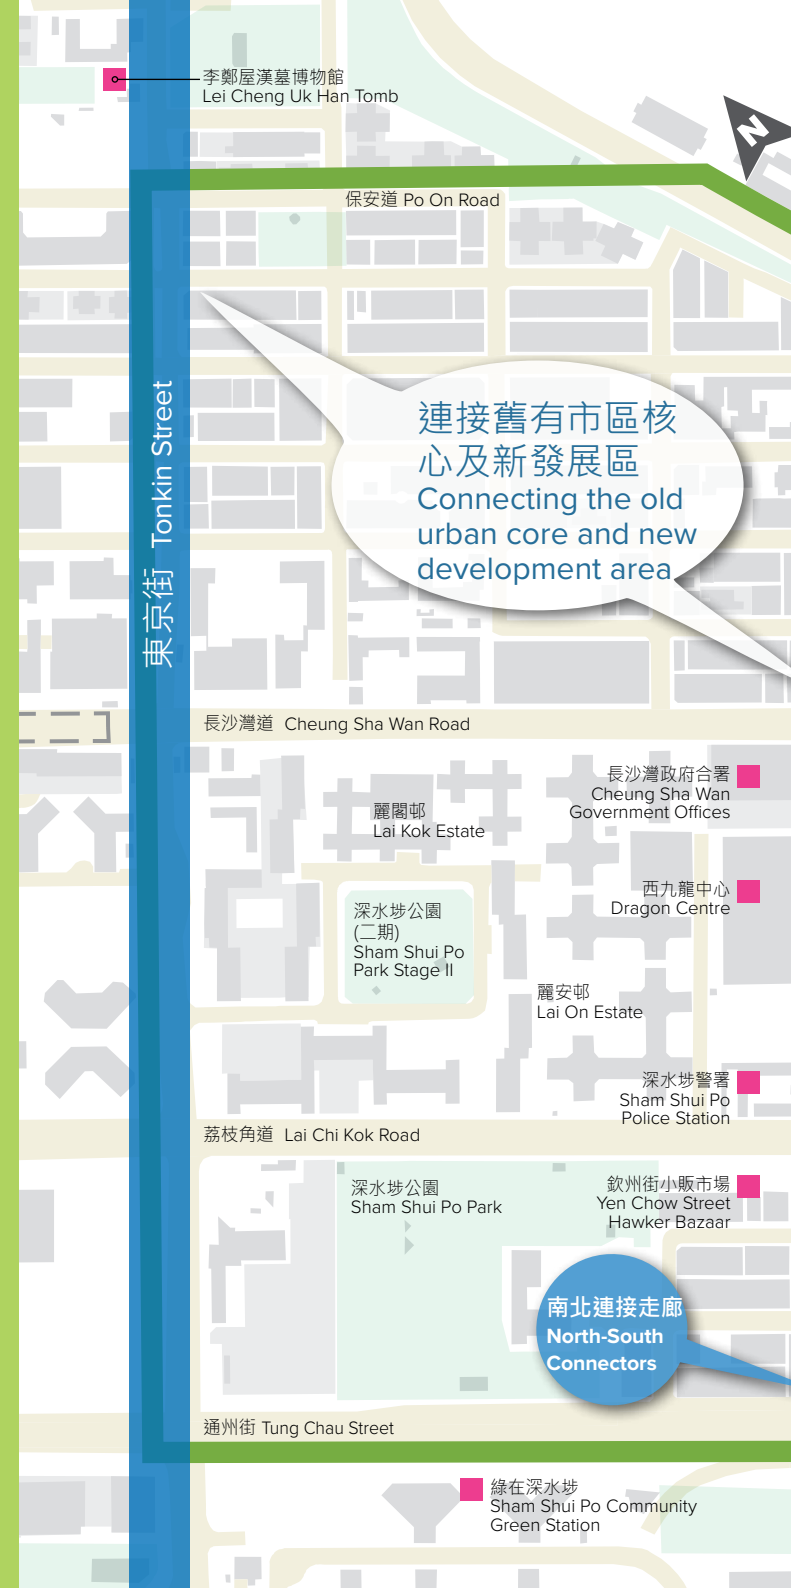 李鄭屋漢墓博物館
Lei Cheng Uk Han Tomb
N
保安道 Po On Road
連接舊有市區核
心及新發展區
Connecting the old
urban core and new
development area
東京街 Tonkin Street
長沙灣道 Cheung Sha Wan Road
長沙灣政府合署
Cheung Sha Wan
Government Offices
麗閣邨
Lai Kok Estate
西九龍中心
Dragon Centre
深水埗公園
(二期)
Sham Shui Po
Park Stage II
麗安邨
Lai On Estate
深水埗警署
Sham Shui Po
Police Station
荔枝角道 Lai Chi Kok Road
深水埗公園
Sham Shui Po Park
欽州街小販市場
Yen Chow Street
Hawker Bazaar
南北連接走廊
North-South
Connectors
通州街 Tung Chau Street
綠在深水埗
Sham Shui Po Community
Green Station